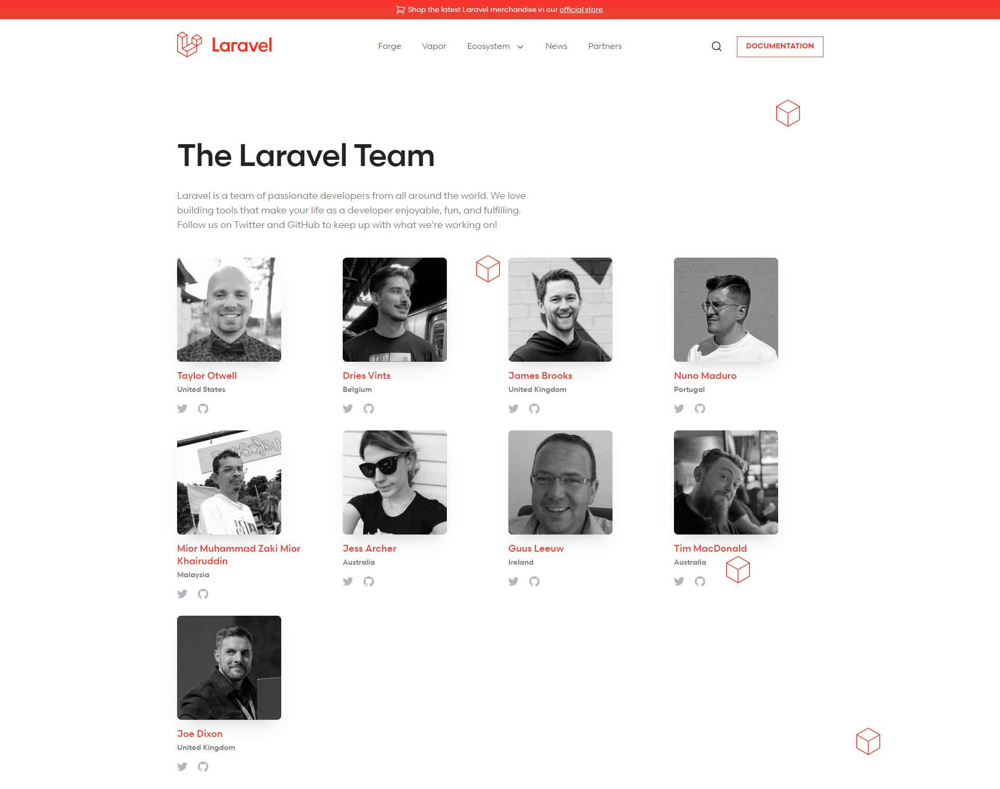 Shop the latest Laravel merchandise in our official store.
Laravel
Forge
Vapor
Ecosystem
News
Partners
DOCUMENTATION
The Laravel Team
Laravel is a team of passionate developers from all around the world. We love
building tools that make your life as a developer enjoyable, fun, and fulfilling.
Follow us on Twitter and GitHub to keep up with what we're working on!
Taylor Otwell
United States
Dries Vints
Belgium
James Brooks
United Kingdom
Nuno Maduro
Portugal
welcome
Mior Muhammad Zaki Mior
Khairuddin
Malaysia
Jess Archer
Australia
Guus Leeuw
Ireland
Tim MacDonald
Australia
Joe Dixon
United Kingdom